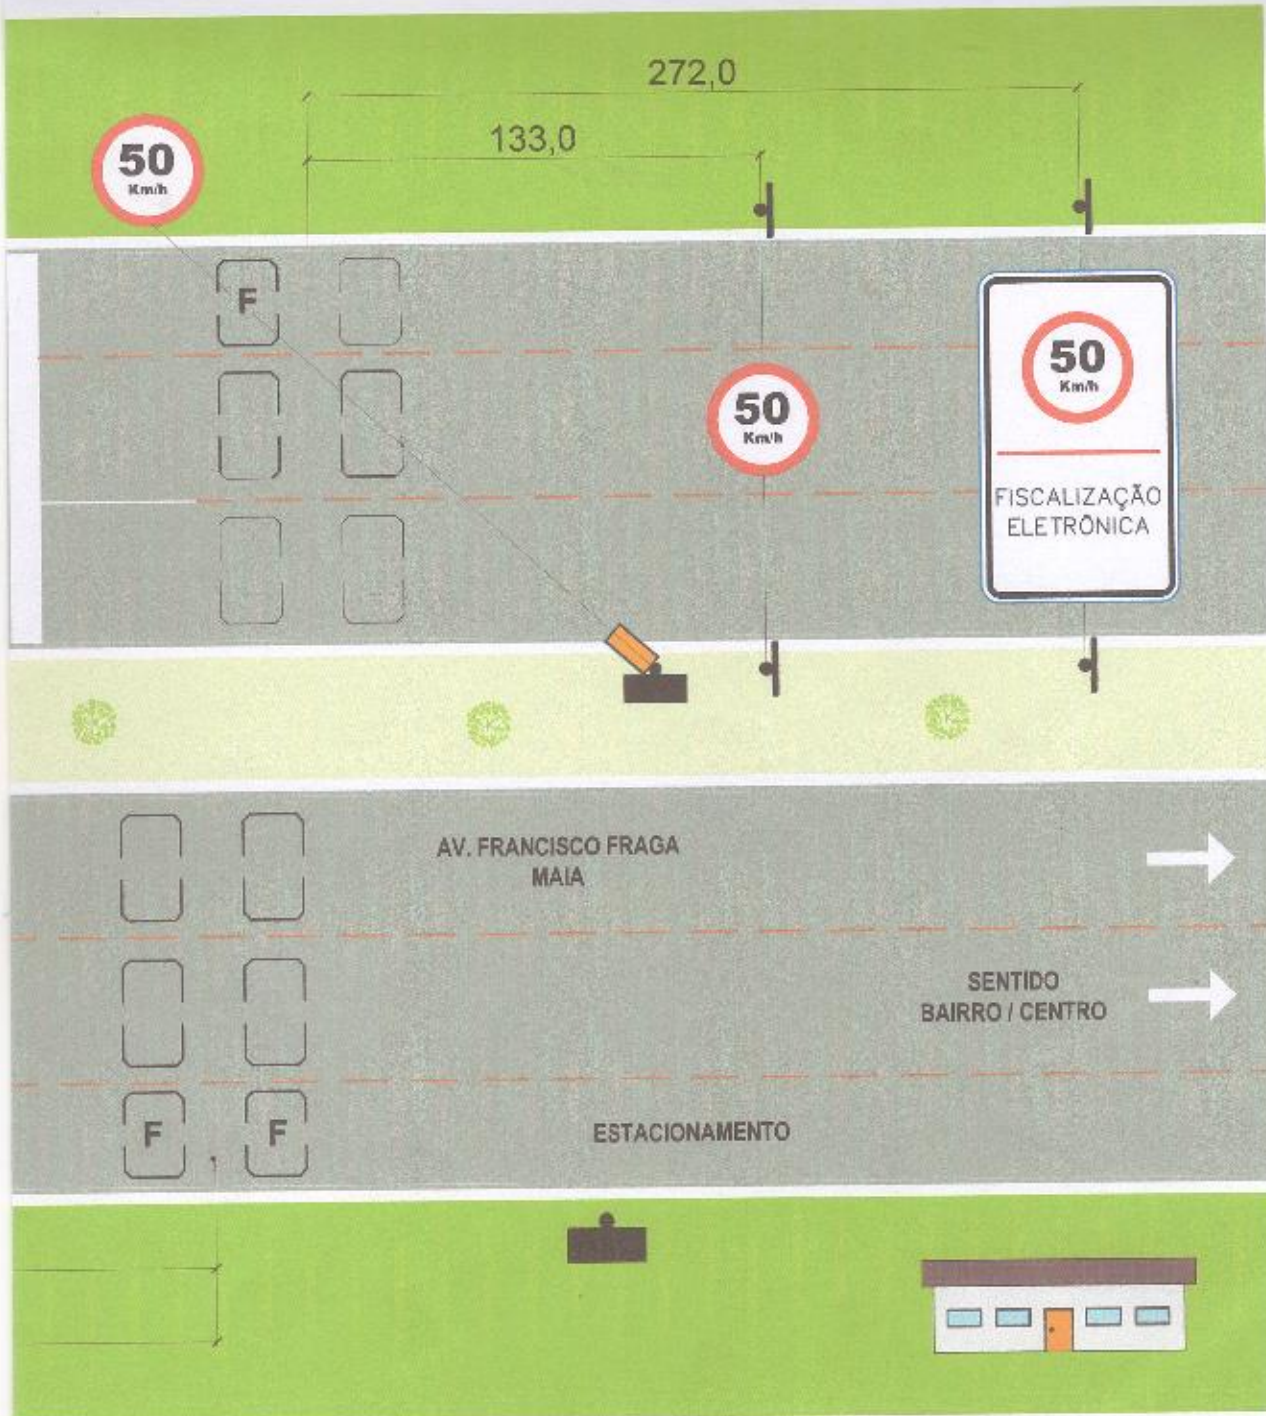 272,0
133,0
50
Km/h
F
50
Km/h
50
Km/h
FISCALIZAÇÃO
ELETRÔNICA
AV. FRANCISCO FRAGA
MAIA
SENTIDO
BAIRRO / CENTRO
F
F
ESTACIONAMENTO